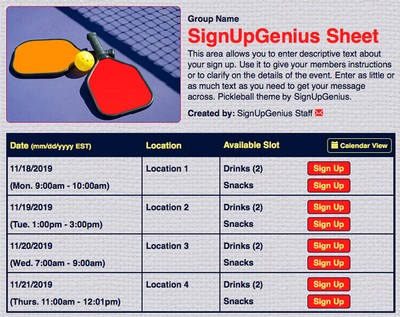 Group Name
SignUpGenius Sheet
This area allows you to enter descriptive text about
your sign up. Use it to give your members instructions
or to clarify on the details of the event. Enter as little or
as much text as you need to get your message
across. Pickleball theme by SignUpGenius.
Created by: SignUpGenius Staff
Date (mm/dd/yyyy EST) Location Available Slot Calendar View
11/18/2019 Location 1 Drinks (2) Sign Up
(Mon. 9:00am - 10:00am) Snacks Sign Up
11/19/2019 Location 2 Drinks (2) Sign Up
(Tue. 1:00pm - 3:00pm) Snacks Sign Up
11/20/2019 Location 3 Drinks (2) Sign Up
(Wed. 7:00am - 9:00am) Snacks Sign Up
11/21/2019 Location 4 Drinks (2) Sign Up
(Thurs. 11:00am - 12:01pm) Snacks Sign Up